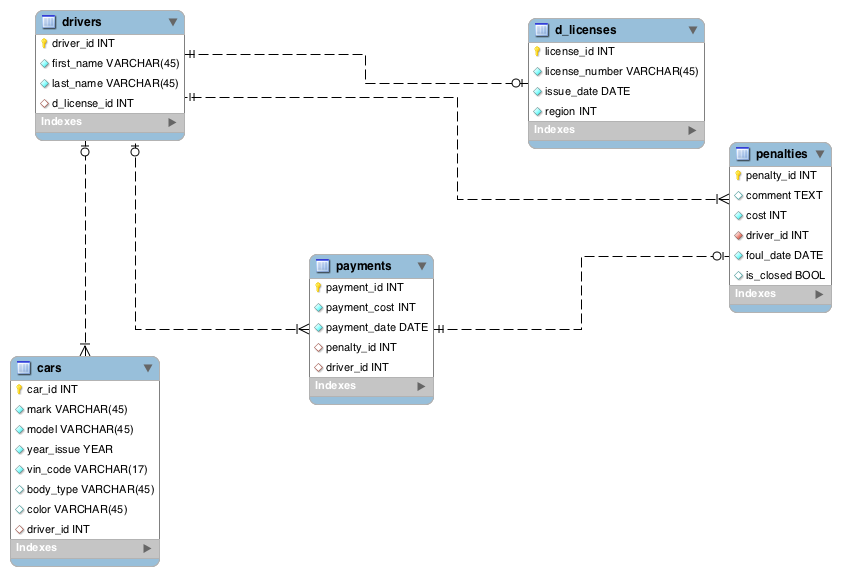 drivers
driver_id INT
first_name VARCHAR(45)
last_name VARCHAR(45)
d_license_id INT
Indexes
d_licenses
license_id INT
license_number VARCHAR(45)
issue_date DATE
region INT
Indexes
penalties
penalty_id INT
comment TEXT
cost INT
driver_id INT
foul_date DATE
is_closed BOOL
Indexes
payments
payment_id INT
payment_cost INT
payment_date DATE
penalty_id INT
driver_id INT
Indexes
cars
car_id INT
mark VARCHAR(45)
model VARCHAR(45)
year_issue YEAR
vin_code VARCHAR(17)
body_type VARCHAR(45)
color VARCHAR(45)
driver_id INT
Indexes